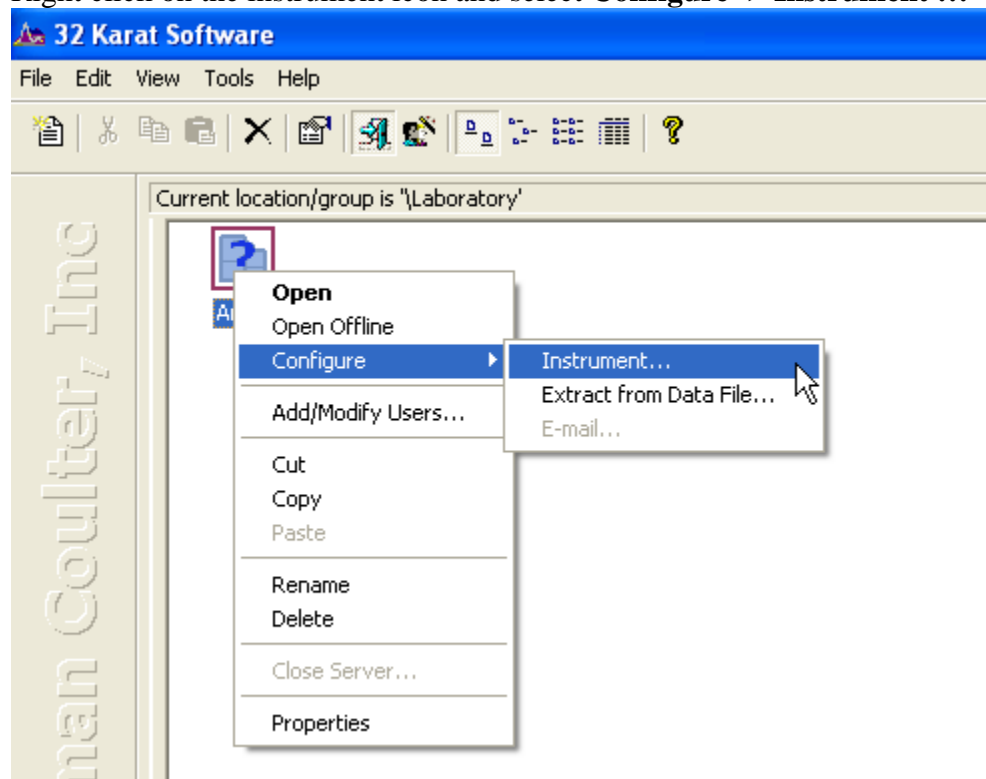 Right click on the instrument icon and select Configure → Instrument ...
32 Karat Software
File Edit View Tools Help
Current location/group is '\Laboratory'
Open
Open Offline
Configure
Add/Modify Users...
Cut
Copy
Paste
Rename
Delete
Close Server...
Properties
Instrument...
Extract from Data File...
E-mail...
man Coulter, Inc